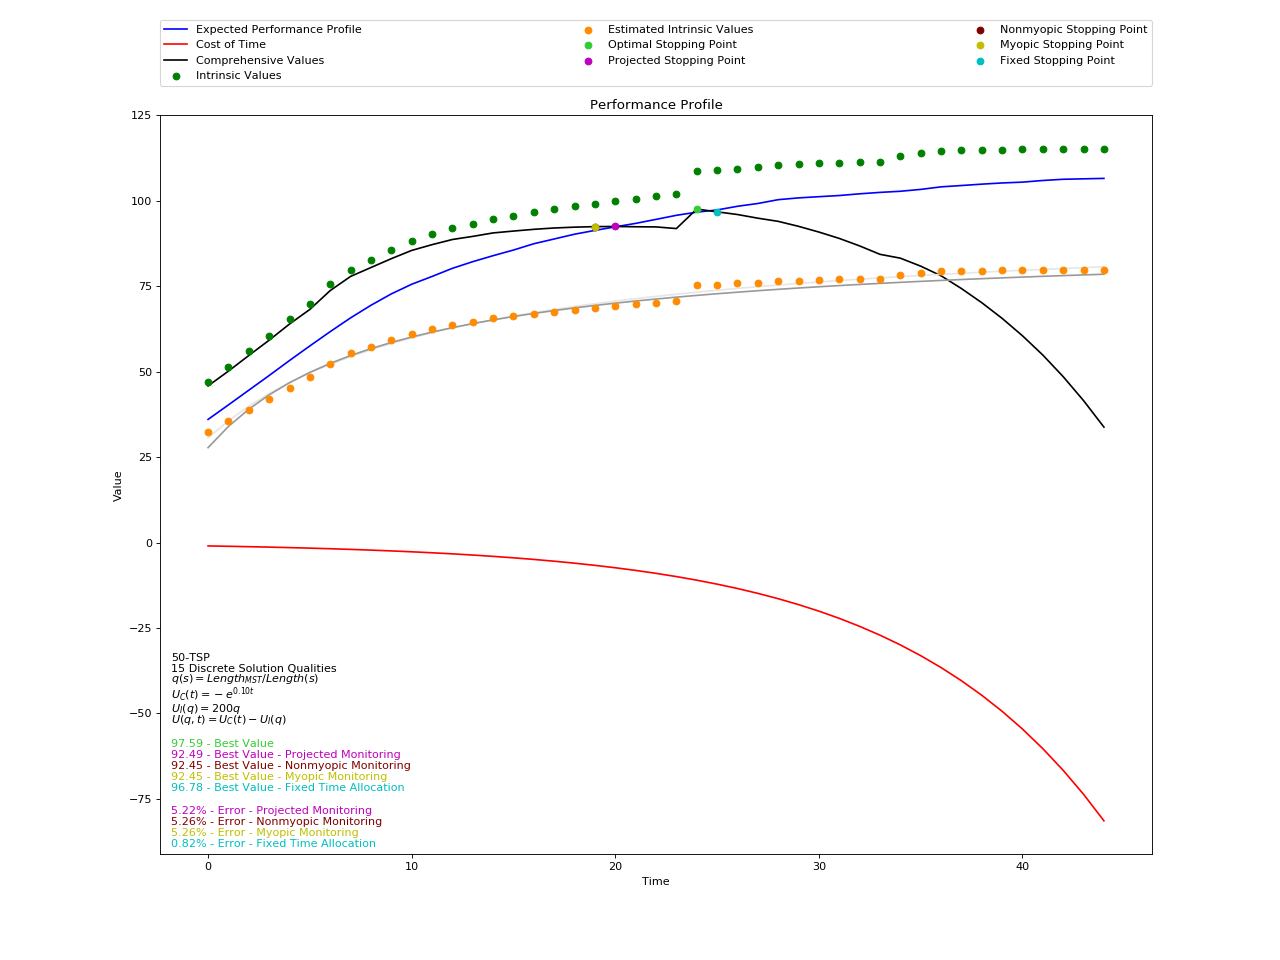 Expected Performance Profile
Cost of Time
Comprehensive Values
Intrinsic Values
Estimated Intrinsic Values
Optimal Stopping Point
Projected Stopping Point
Nonmyopic Stopping Point
Myopic Stopping Point
Fixed Stopping Point
Performance Profile
125
100
75
50
25
0
−25
−50
−75
Value
50-TSP
15 Discrete Solution Qualities
q(s) = Length_{MST}/Length(s)
U_C(t) = −e^{0.10t}
U_I(q) = 200q
U(q, t) = U_C(t) − U_I(q)
97.59 - Best Value
92.49 - Best Value - Projected Monitoring
92.45 - Best Value - Nonmyopic Monitoring
92.45 - Best Value - Myopic Monitoring
96.78 - Best Value - Fixed Time Allocation
5.22% - Error - Projected Monitoring
5.26% - Error - Nonmyopic Monitoring
5.26% - Error - Myopic Monitoring
0.82% - Error - Fixed Time Allocation
0 10 20 30 40
Time